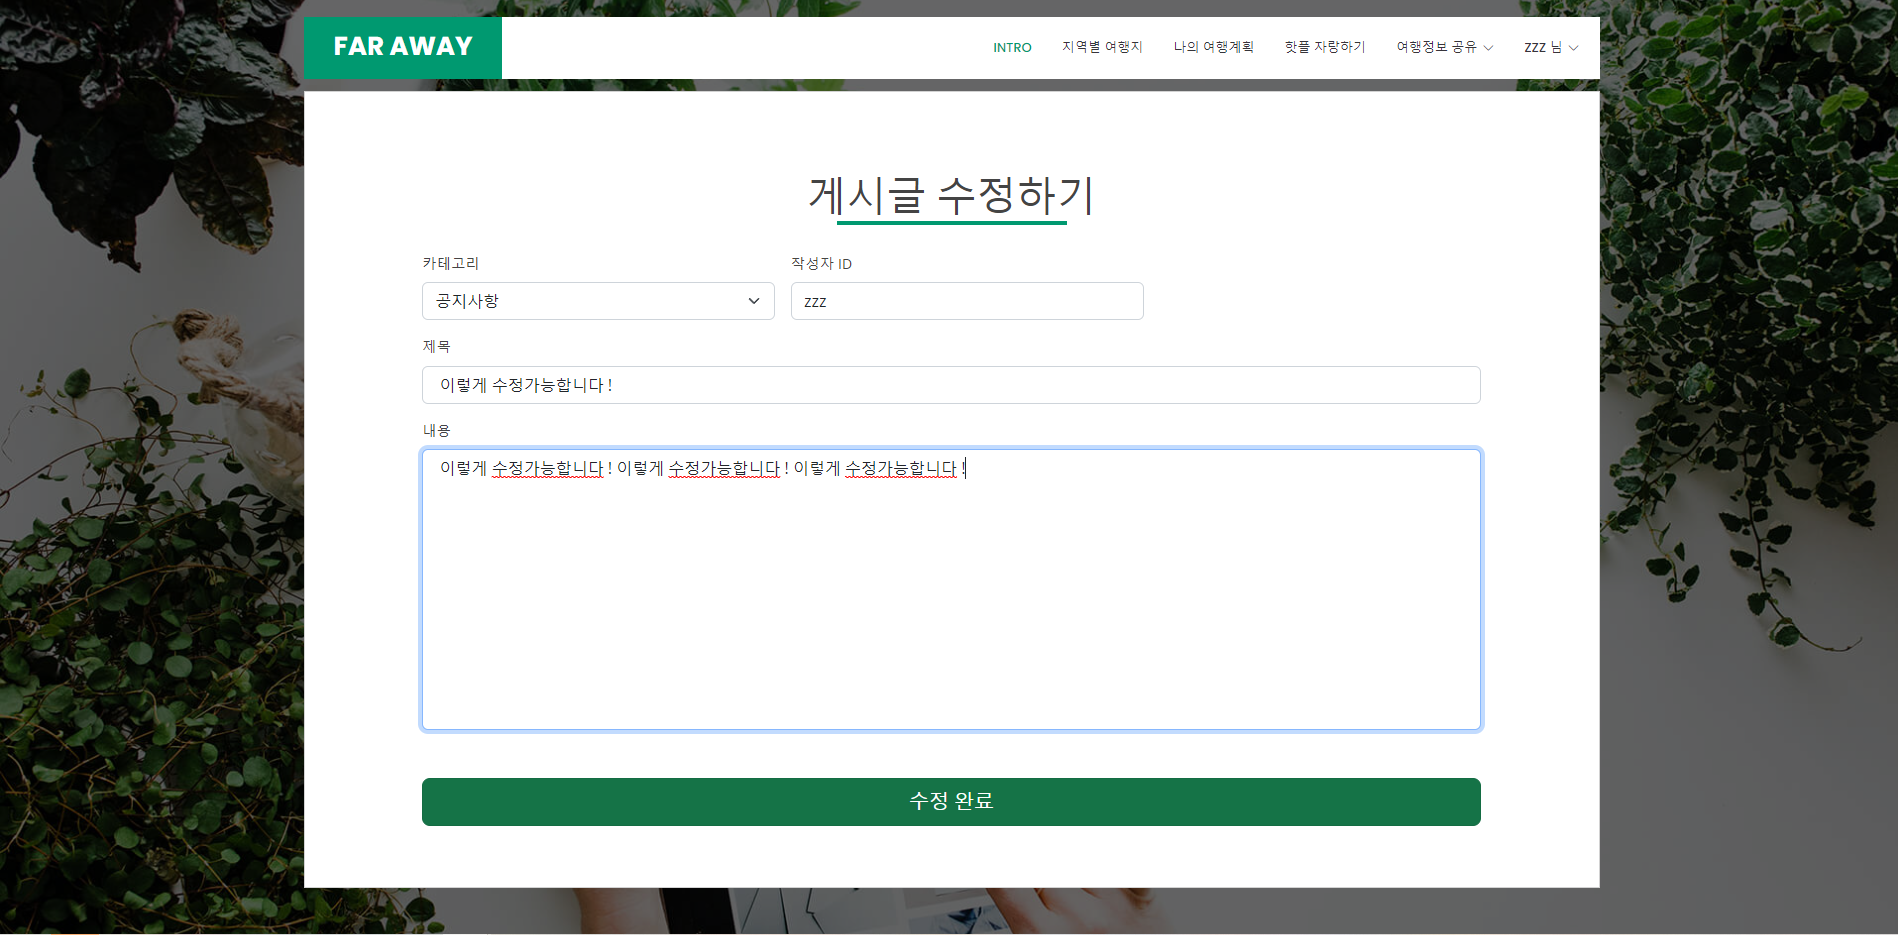 FAR AWAY
INTRO 지역별 여행지 나의 여행계획 핫플 자랑하기 여행정보 공유 zzz 님
게시글 수정하기
카테고리 작성자 ID
공지사항 zzz
제목
이렇게 수정가능합니다 !
내용
이렇게 수정가능합니다 ! 이렇게 수정가능합니다 ! 이렇게 수정가능합니다 !
수정 완료